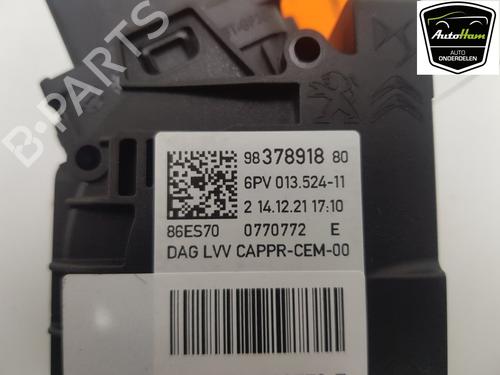 AutoHam
AUTO
ONDERDELEN
B-PARTS
98 378918 80
6PV 013.524-11
2 14.12.21 17:10
86ES70 0770772 E
DAG LVV CAPPR-CEM-00